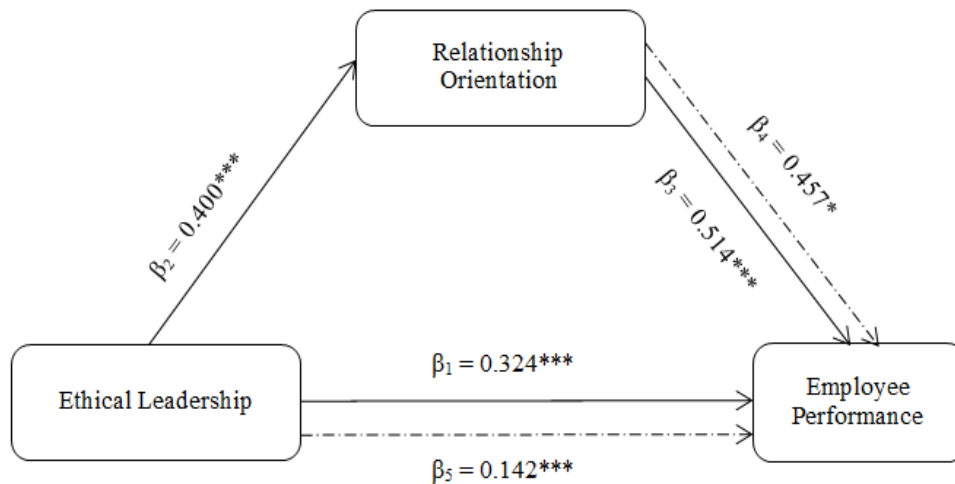 Relationship
Orientation
β₄ = 0.457*
β₃ = 0.514***
β₂ = 0.400***
β₁ = 0.324***
Ethical Leadership
Employee
Performance
β₅ = 0.142***